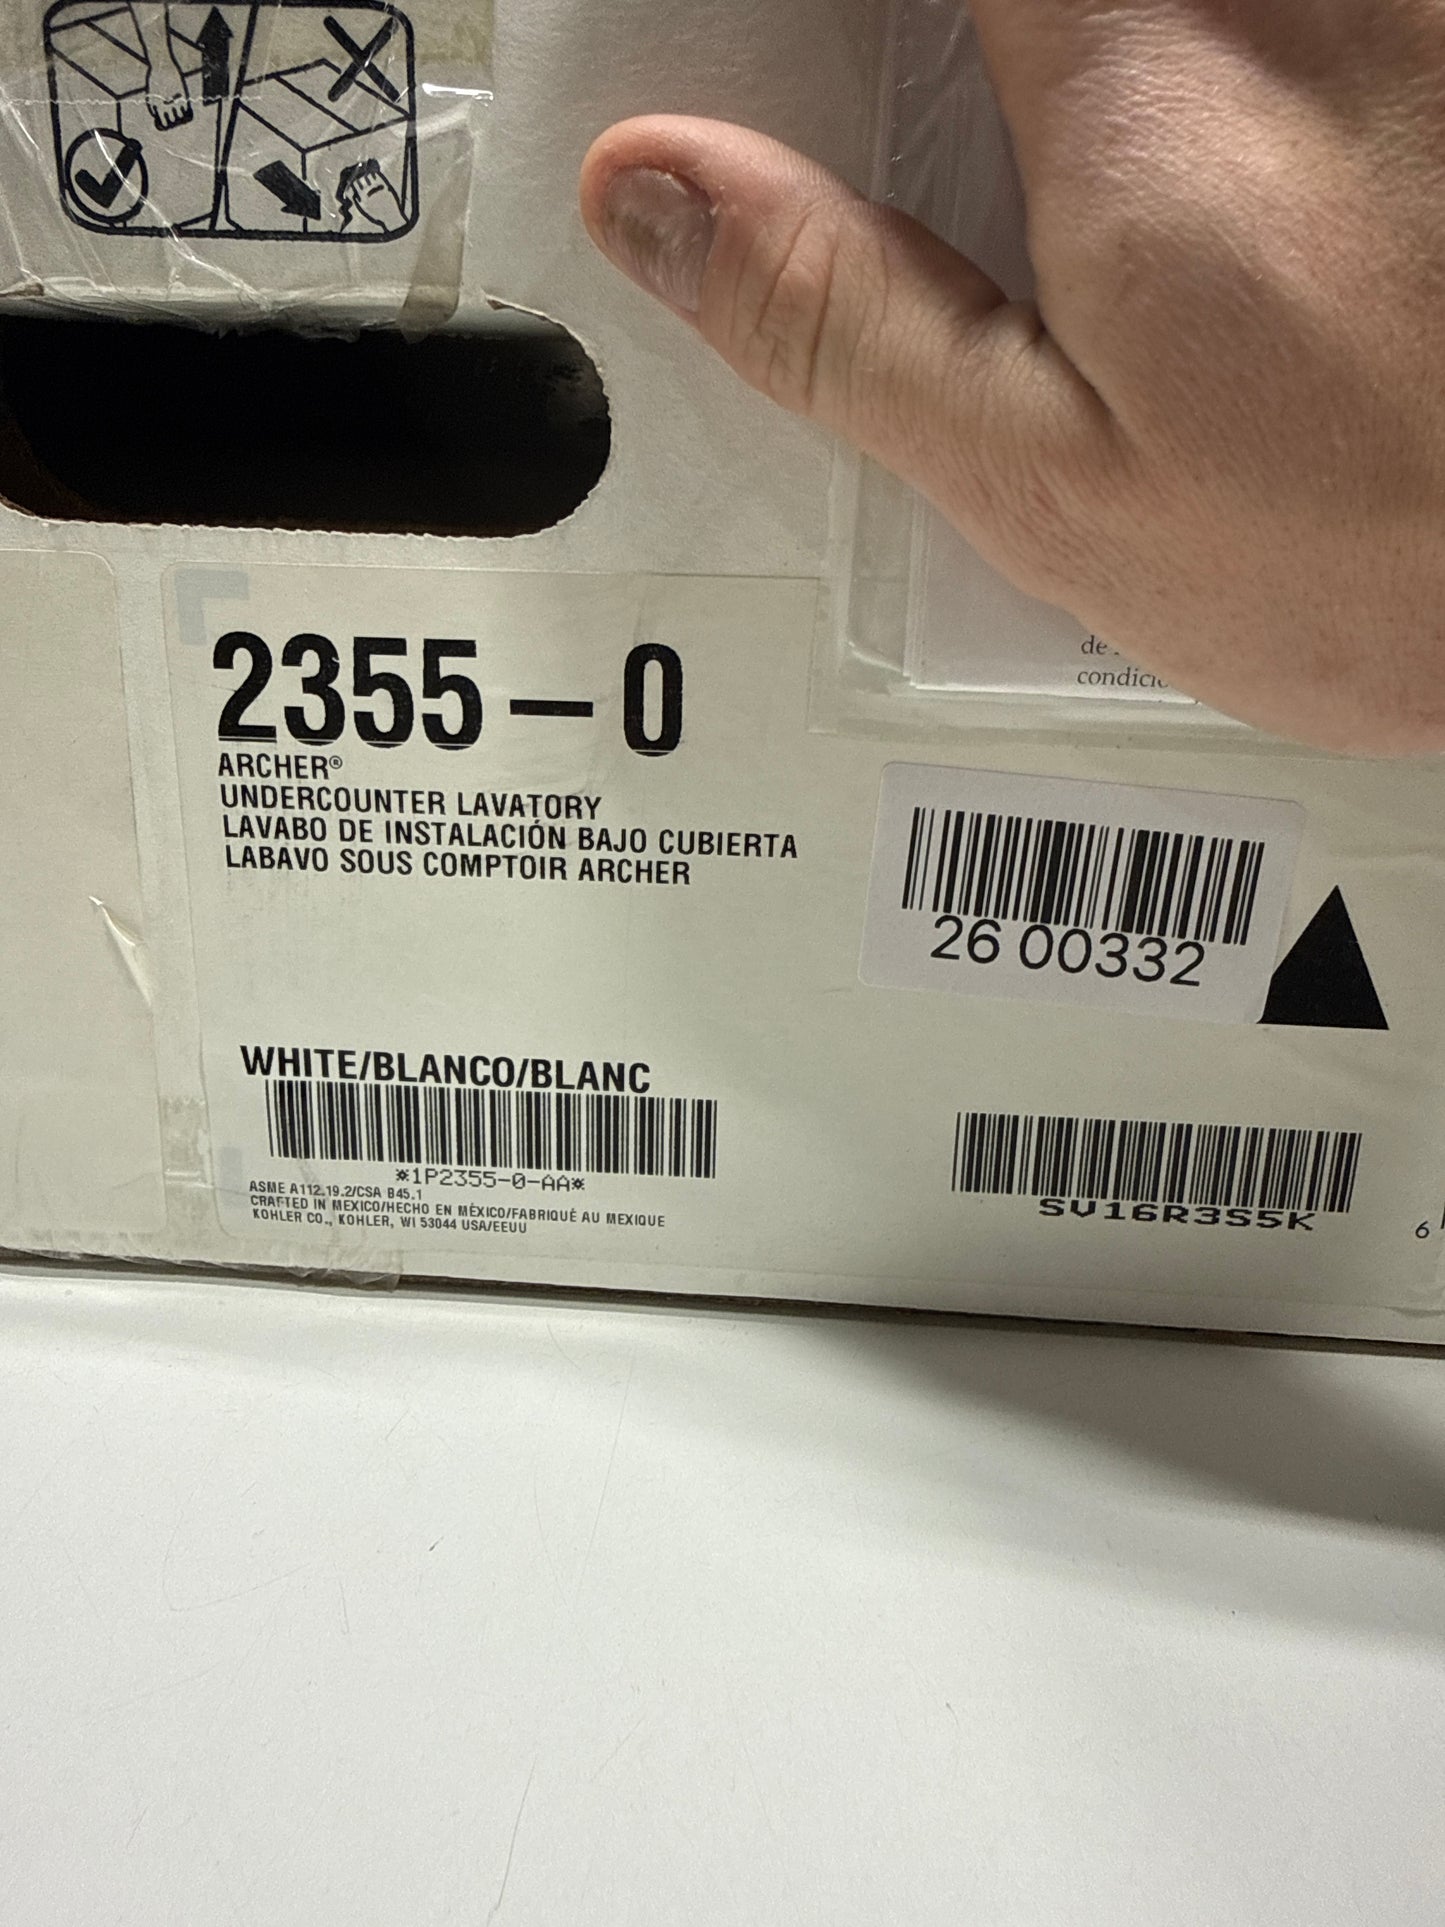 de
2355-0
ARCHER®
UNDERCOUNTER LAVATORY
LAVABO DE INSTALACIÓN BAJO CUBIERTA
LABAVO SOUS COMPTOIR ARCHER
26 00332
WHITE/BLANCO/BLANC
*1P2355-0-AA*
ASME A112.19.2/CSA B45.1
CRAFTED IN MEXICO/HECHO EN MÉXICO/FABRIQUÉ AU MEXIQUE
KOHLER CO., KOHLER, WI 53044 USA/EEUU
SV16R3S5K
6